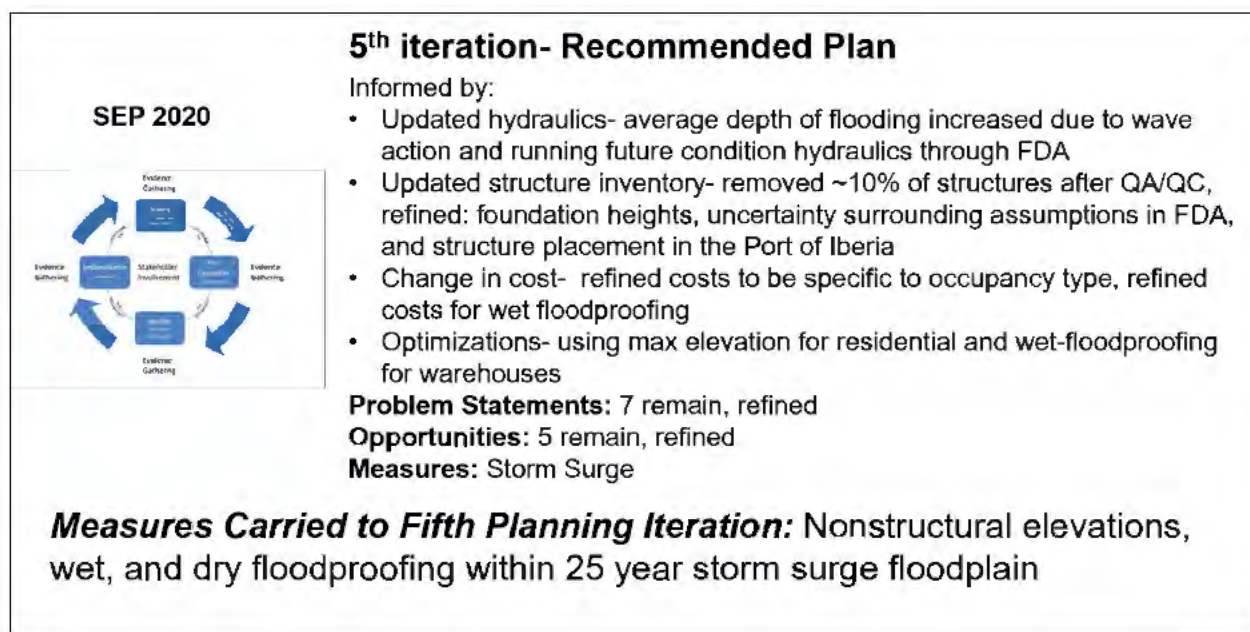 5th iteration- Recommended Plan
SEP 2020
Informed by:
• Updated hydraulics- average depth of flooding increased due to wave
action and running future condition hydraulics through FDA
• Updated structure inventory- removed ~10% of structures after QA/QC,
refined: foundation heights, uncertainty surrounding assumptions in FDA,
and structure placement in the Port of Iberia
• Change in cost- refined costs to be specific to occupancy type, refined
costs for wet floodproofing
• Optimizations- using max elevation for residential and wet-floodproofing
for warehouses
Problem Statements: 7 remain, refined
Opportunities: 5 remain, refined
Measures: Storm Surge
Evidence
Gathering
Evidence
Gathering
Stakeholder
Involvement
Evidence
Gathering
Evidence
Gathering
Measures Carried to Fifth Planning Iteration: Nonstructural elevations,
wet, and dry floodproofing within 25 year storm surge floodplain